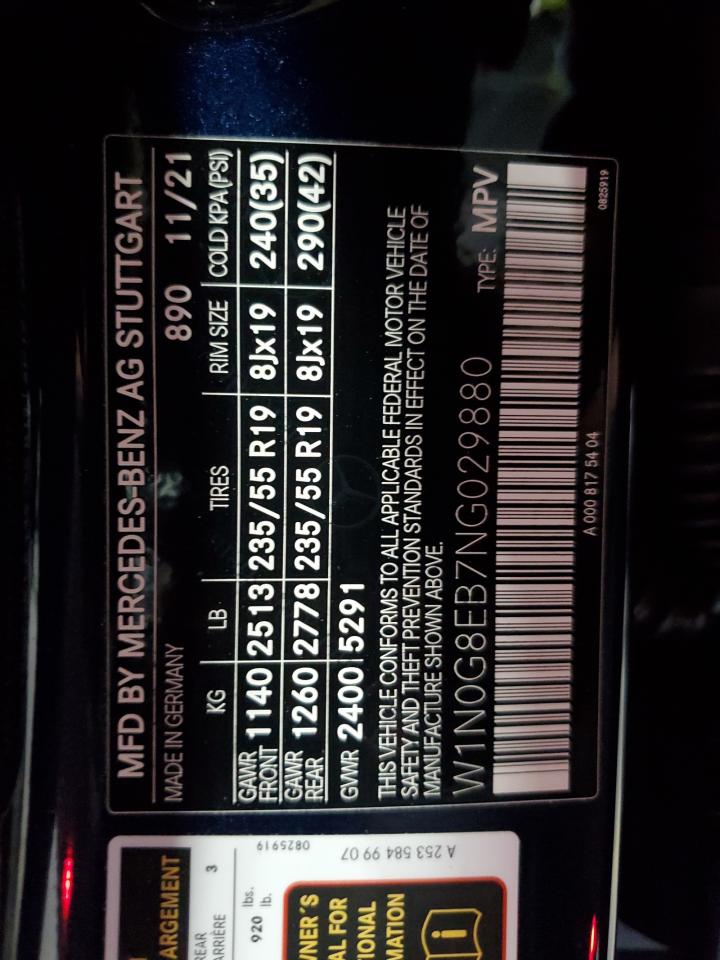 MFD BY MERCEDES-BENZ AG STUTTGART
MADE IN GERMANY 890 11/21
KG LB TIRES RIM SIZE COLD KPA(PSI)
GAWR FRONT 1140 2513 235/55 R19 8Jx19 240(35)
GAWR REAR 1260 2778 235/55 R19 8Jx19 290(42)
GVWR 2400 5291
THIS VEHICLE CONFORMS TO ALL APPLICABLE FEDERAL MOTOR VEHICLE
SAFETY AND THEFT PREVENTION STANDARDS IN EFFECT ON THE DATE OF
MANUFACTURE SHOWN ABOVE.
W1N0G8EB7NG029880 TYPE: MPV
A 000 817 54 04
0825919
ARGEMENT
REAR 3
ARRIÈRE
lbs.
920 lb.
0825919
A 253 584 99 07
WNER'S
AL FOR
TIONAL
MATION
i